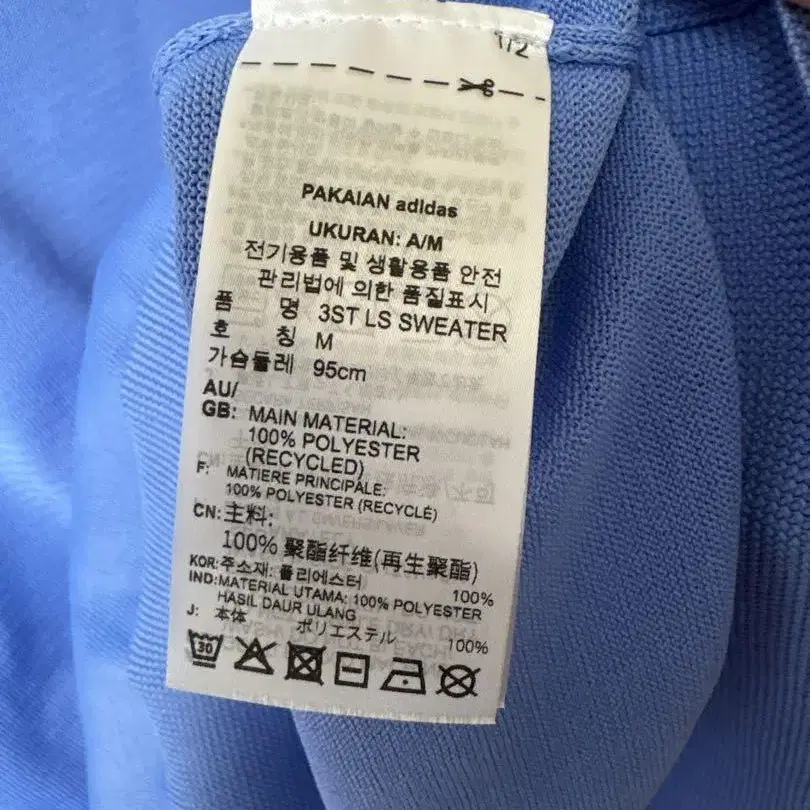 1/2
PAKAIAN adidas
UKURAN: A/M
전기용품 및 생활용품 안전
관리법에 의한 품질표시
품 명 3ST LS SWEATER
호 칭 M
가슴둘레 95cm
AU/
GB: MAIN MATERIAL:
100% POLYESTER
(RECYCLED)
F: MATIERE PRINCIPALE:
100% POLYESTER (RECYCLÉ)
CN: 主料:
100% 聚酯纤维(再生聚酯)
KOR: 주소재: 폴리에스터 100%
IND: MATERIAL UTAMA: 100% POLYESTER
HASIL DAUR ULANG
J: 本体 ポリエステル 100%
30